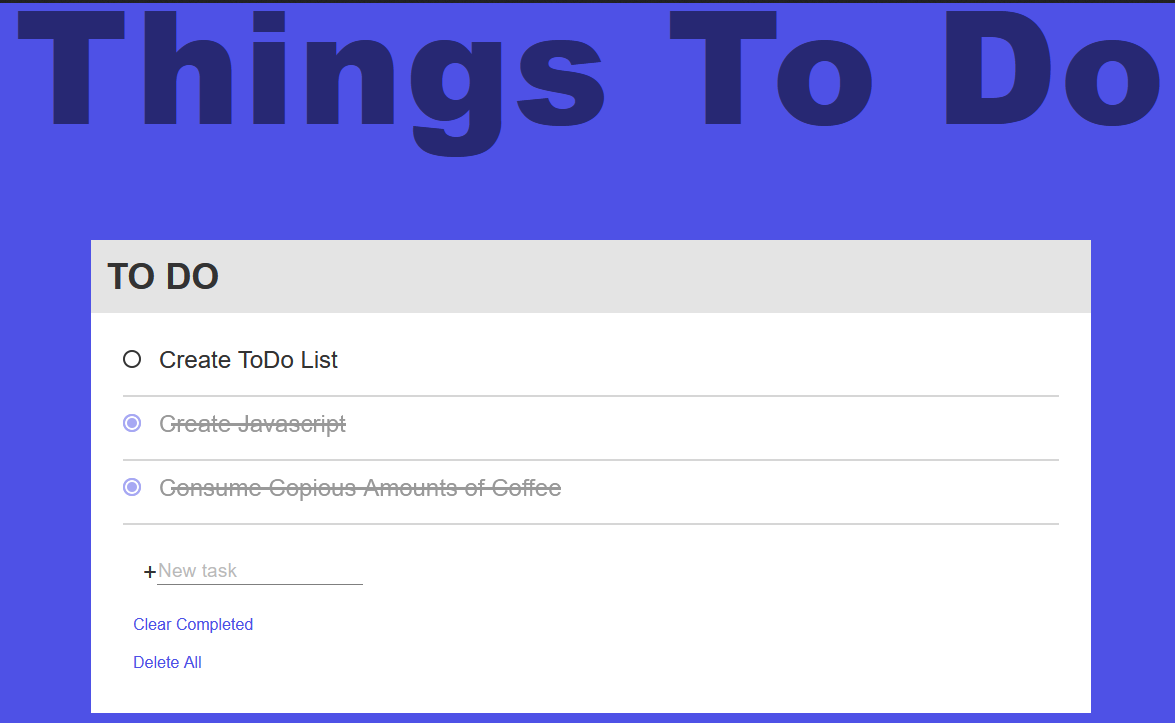 Things To Do
TO DO
Create ToDo List
Create Javascript
Consume Copious Amounts of Coffee
+ New task
Clear Completed
Delete All